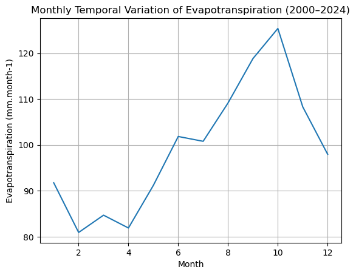 Monthly Temporal Variation of Evapotranspiration (2000–2024)
Evapotranspiration (mm.month-1)
120
110
100
90
80
2 4 6 8 10 12
Month